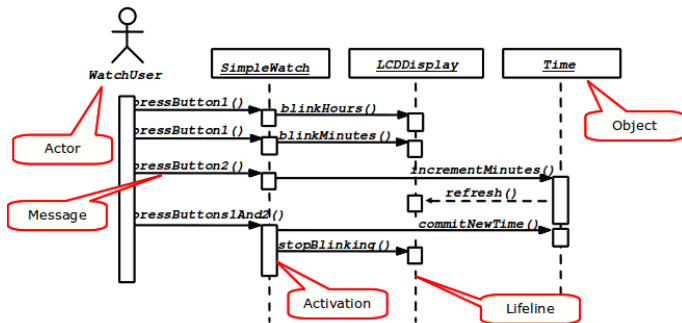 WatchUser
SimpleWatch
LCDDisplay
Time
pressButton1()
blinkHours()
Object
pressButton1()
blinkMinutes()
Actor
pressButton2()
incrementMinutes()
refresh()
Message
pressButtons1And2()
commitNewTime()
stopBlinking()
Activation
Lifeline